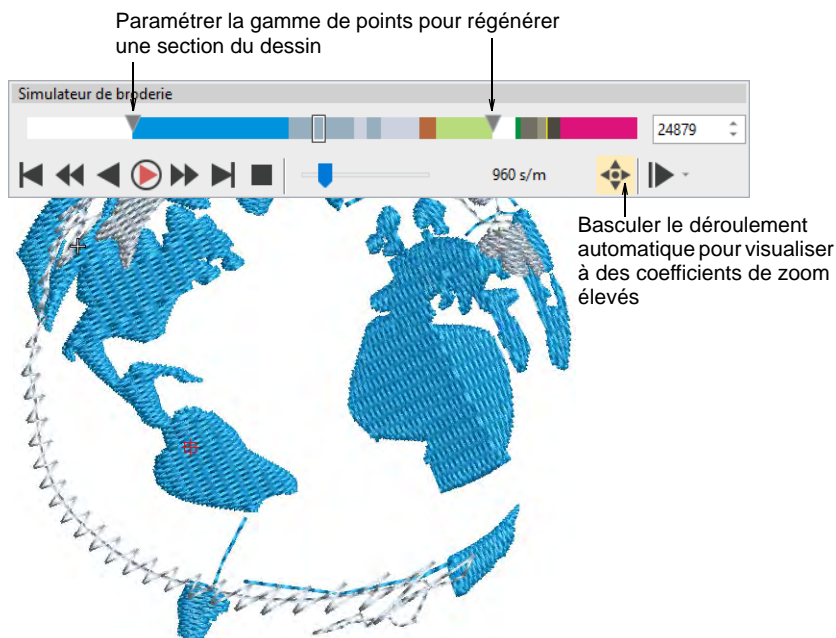 Paramétrer la gamme de points pour régénérer
une section du dessin
Simulateur de broderie
24879
960 s/m
Basculer le déroulement
automatique pour visualiser
à des coefficients de zoom
élevés